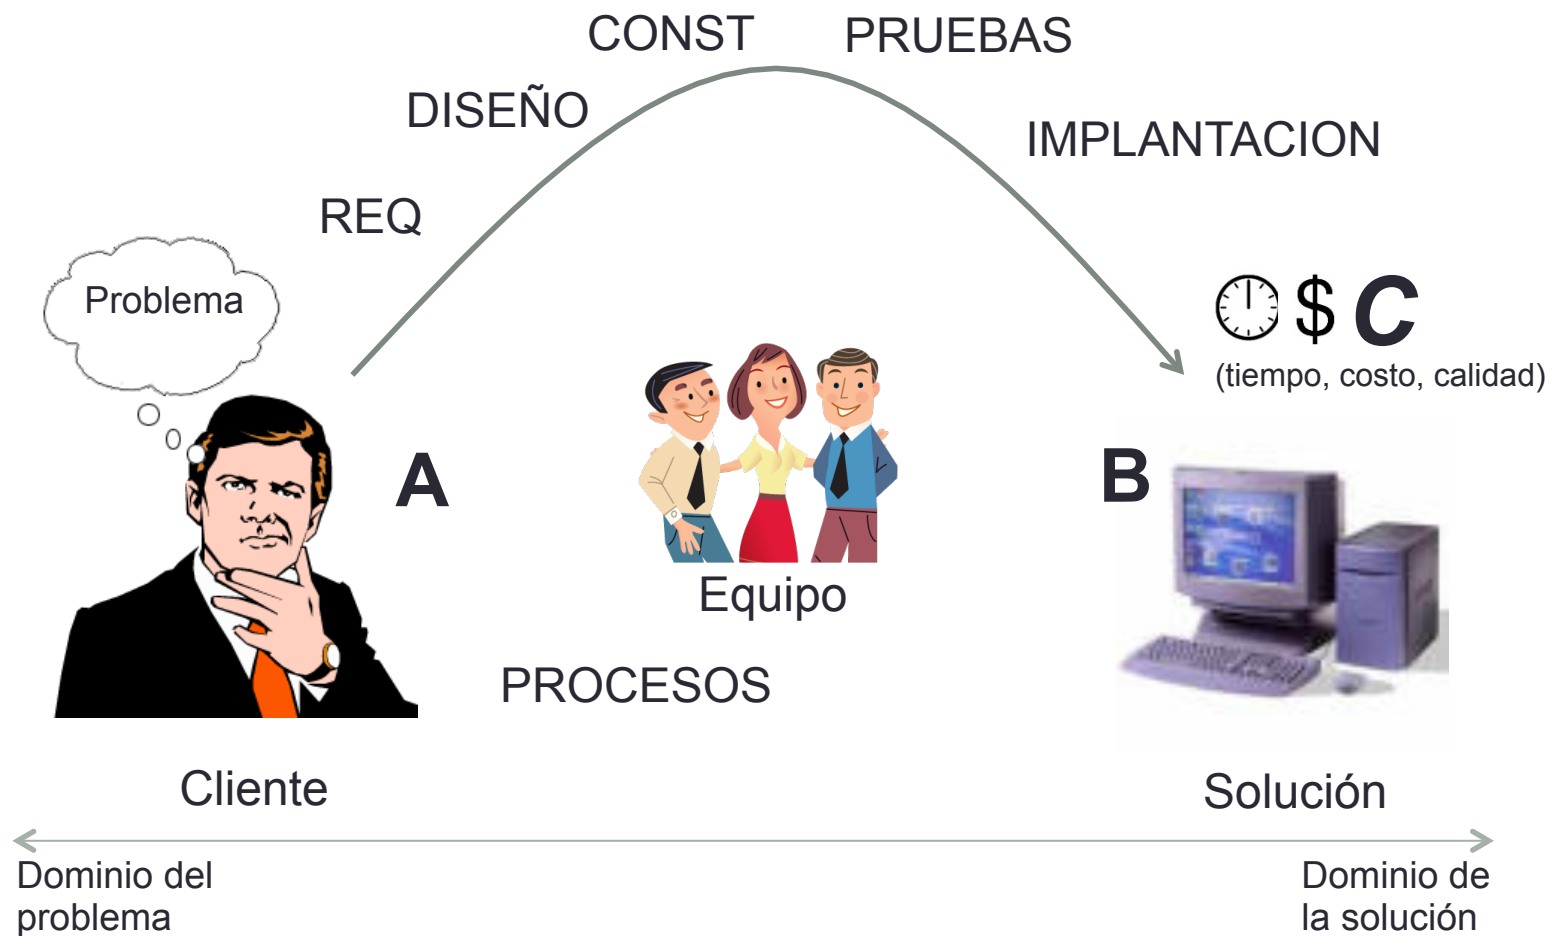 CONST
PRUEBAS
DISEÑO
IMPLANTACION
REQ
Problema
$ C
(tiempo, costo, calidad)
A
B
Equipo
PROCESOS
Cliente
Solución
Dominio del
problema
Dominio de
la solución